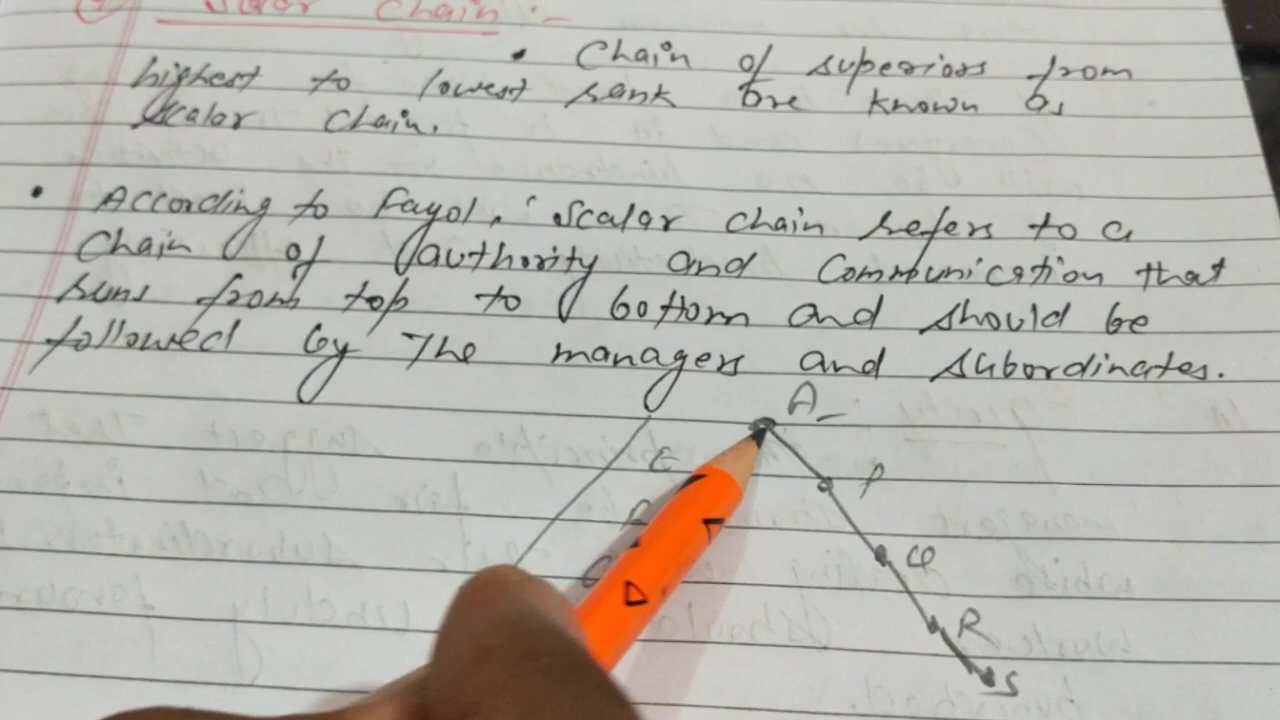 Scalar Chain :-
• Chain of superiors from
highest to lowest rank are known as
Scalar Chain.
• According to Fayol, 'Scalar chain refers to a
Chain of authority and Communication that
runs from top to bottom and should be
followed by the managers and subordinates.
A
E P
Q
R
S